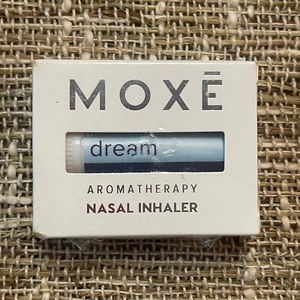 MOXĒ
dream
AROMATHERAPY
NASAL INHALER